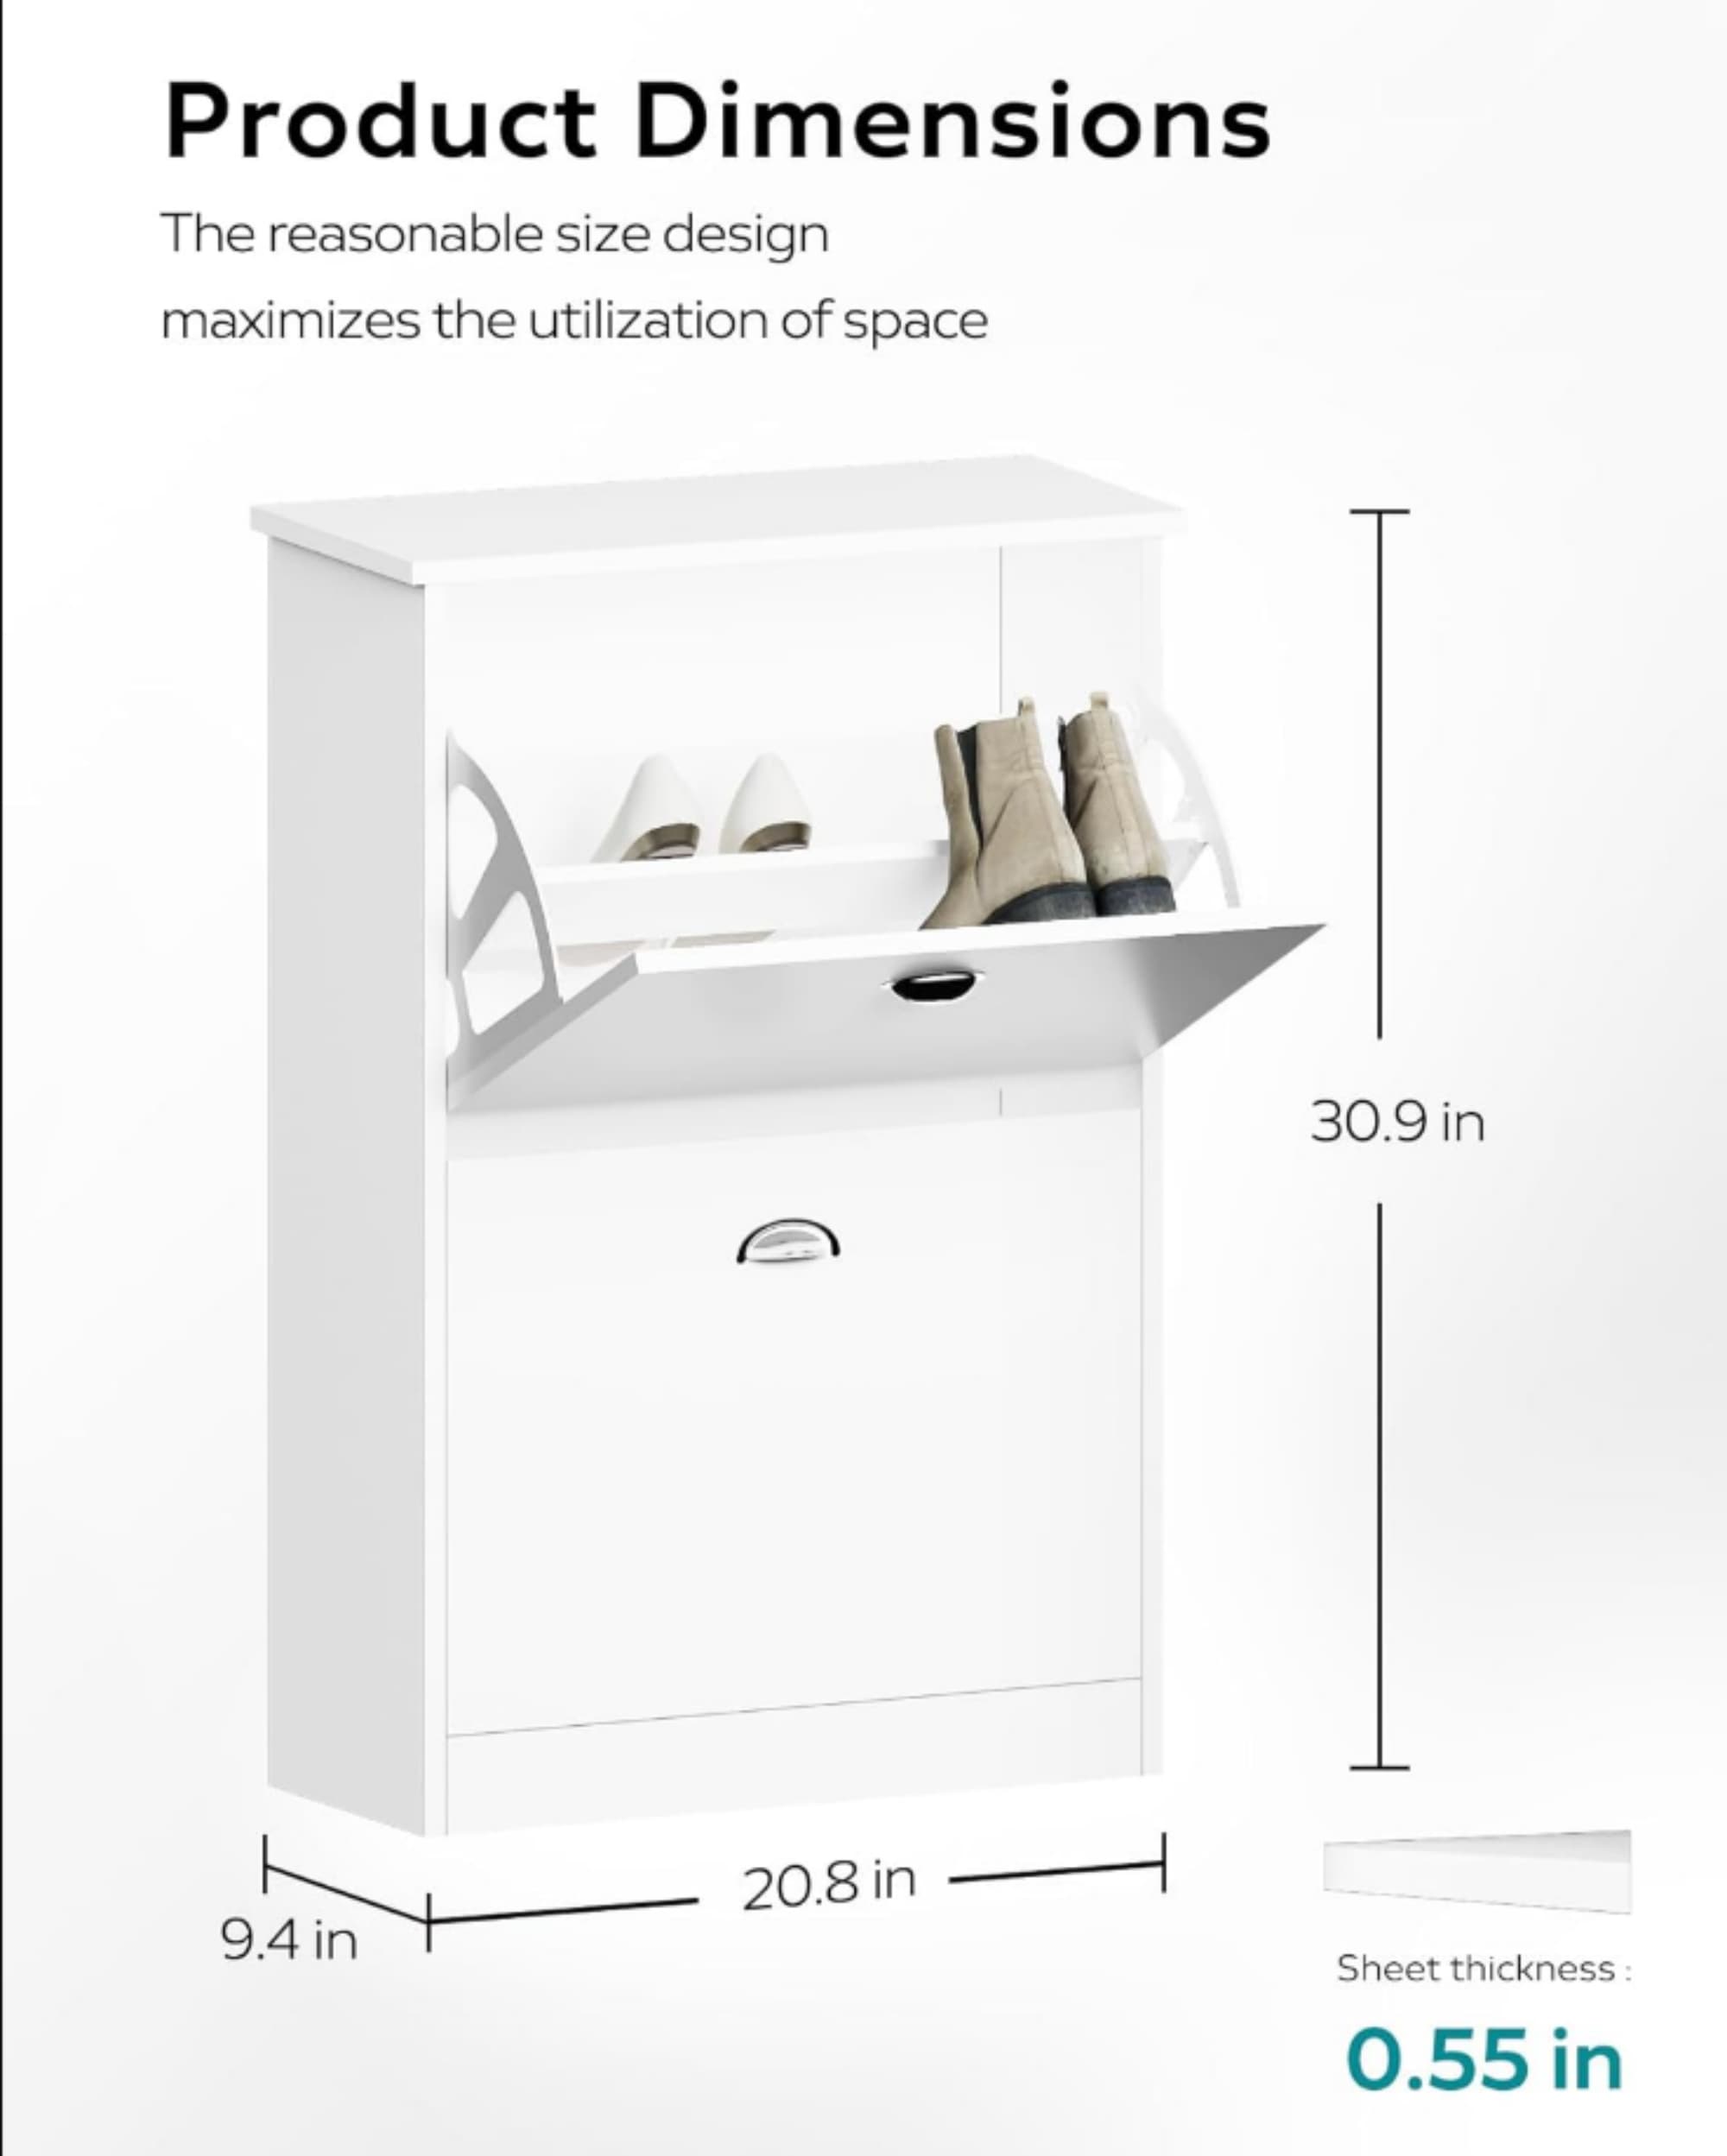 Product Dimensions
The reasonable size design
maximizes the utilization of space
30.9 in
20.8 in
9.4 in
Sheet thickness :
0.55 in